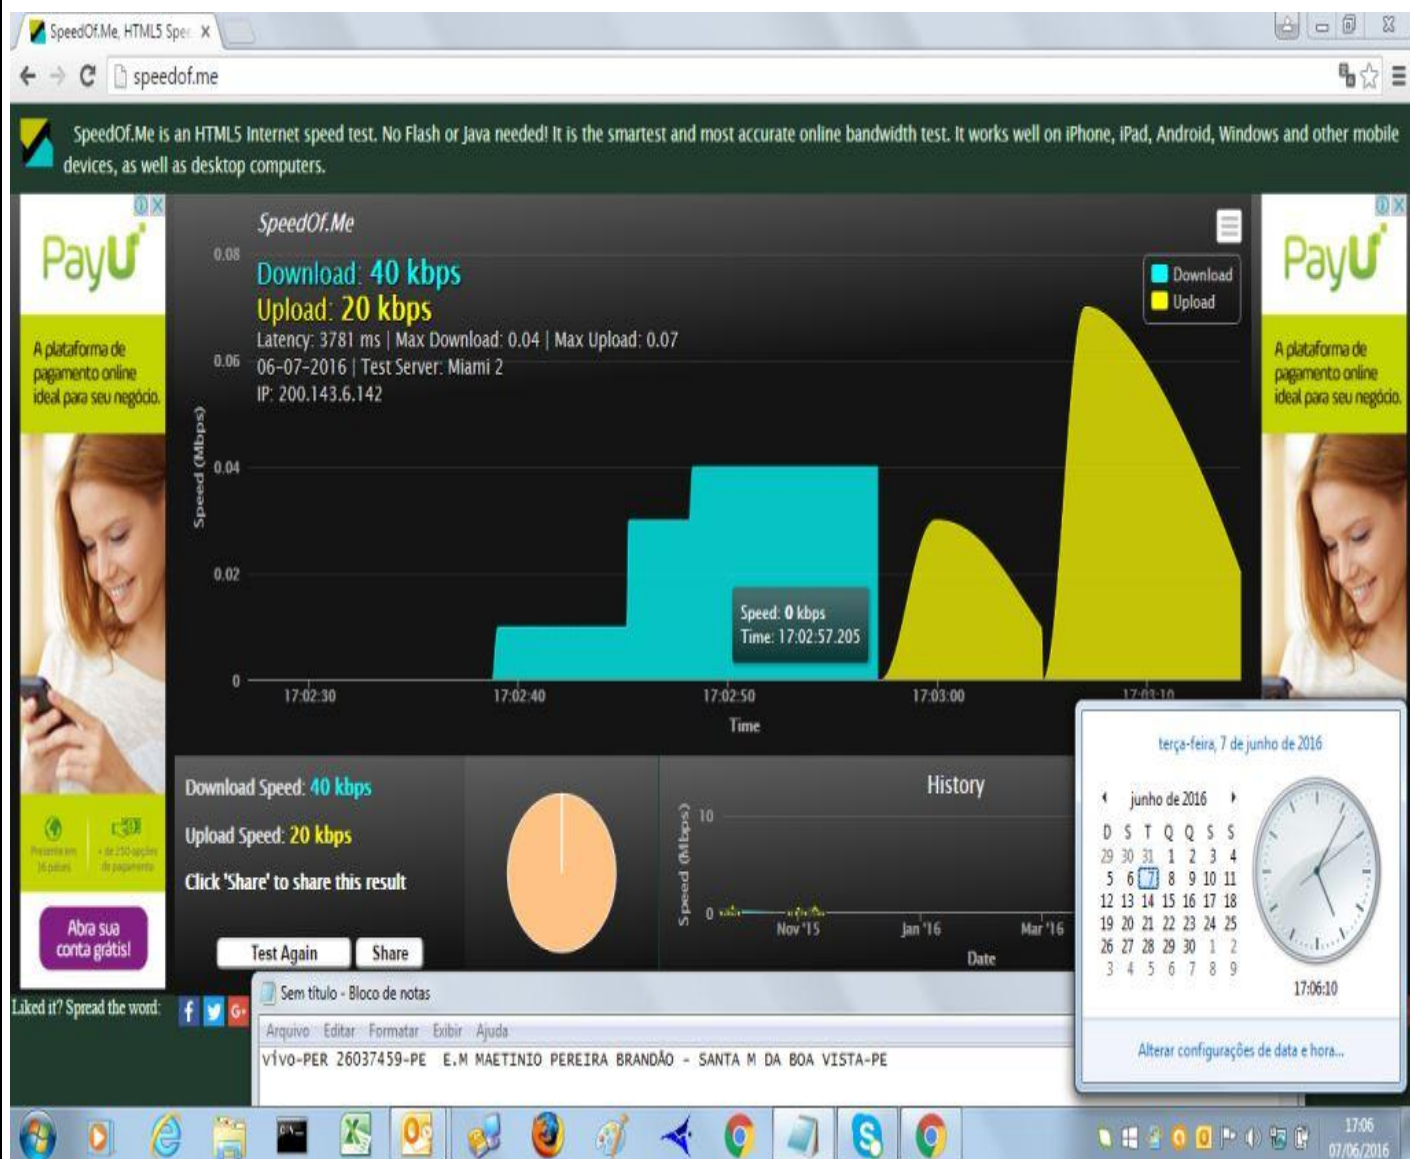 SpeedOf.Me, HTML5 Spee
speedof.me
SpeedOf.Me is an HTML5 Internet speed test. No Flash or Java needed! It is the smartest and most accurate online bandwidth test. It works well on iPhone, iPad, Android, Windows and other mobile
devices, as well as desktop computers.
PayU
A plataforma de
pagamento online
ideal para seu negócio.
Presente em
16 países
+ de 250 opções
de pagamento
Abra sua
conta grátis!
SpeedOf.Me
Download: 40 kbps
Upload: 20 kbps
Latency: 3781 ms | Max Download: 0.04 | Max Upload: 0.07
06-07-2016 | Test Server: Miami 2
IP: 200.143.6.142
Download
Upload
Speed (Mbps)
0.08
0.06
0.04
0.02
0
Speed: 0 kbps
Time: 17:02:57.205
17:02:30 17:02:40 17:02:50 17:03:00 17:03:10
Time
PayU
A plataforma de
pagamento online
ideal para seu negócio.
Download Speed: 40 kbps
Upload Speed: 20 kbps
Click 'Share' to share this result
Test Again Share
History
Speed (Mbps)
10
0
Nov '15 Jan '16 Mar '16
Date
terça-feira, 7 de junho de 2016
junho de 2016
D S T Q Q S S
29 30 31 1 2 3 4
5 6 7 8 9 10 11
12 13 14 15 16 17 18
19 20 21 22 23 24 25
26 27 28 29 30 1 2
3 4 5 6 7 8 9
17:06:10
Alterar configurações de data e hora...
Liked it? Spread the word:
Sem título - Bloco de notas
Arquivo Editar Formatar Exibir Ajuda
vivo-PER 26037459-PE E.M MAETINIO PEREIRA BRANDÃO - SANTA M DA BOA VISTA-PE
17:06
07/06/2016